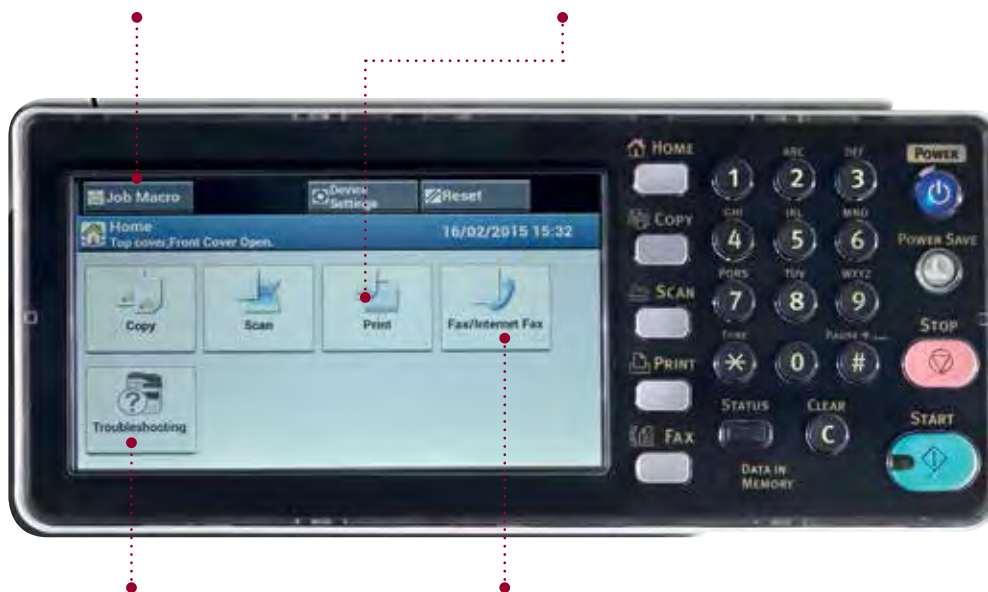 Job Macro
Device
Settings
Reset
Home
16/02/2015 15:32
Top cover,Front Cover Open.
Copy
Scan
Print
Fax/Internet Fax
Troubleshooting
HOME
COPY
SCAN
PRINT
FAX
1
ABC
2
DEF
3
GHI
4
JKL
5
MNO
6
PQRS
7
TUV
8
WXYZ
9
TONE
*
0
#
STATUS
CLEAR
C
DATA IN
MEMORY
POWER
POWER SAVE
STOP
START